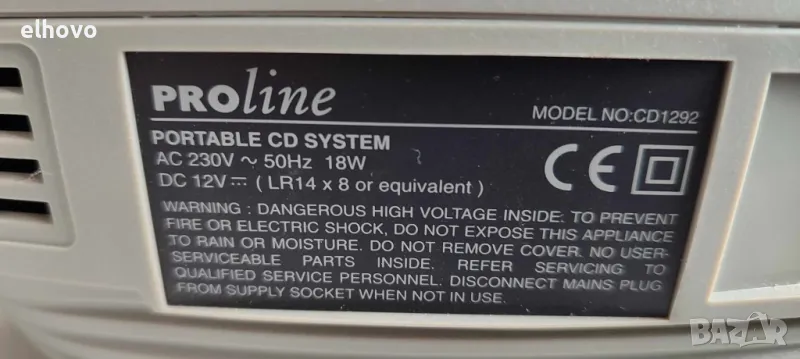 elhovo
PROline
MODEL NO:CD1292
PORTABLE CD SYSTEM
AC 230V ~ 50Hz 18W
DC 12V⎓ ( LR14 x 8 or equivalent )
CE
WARNING : DANGEROUS HIGH VOLTAGE INSIDE: TO PREVENT
FIRE OR ELECTRIC SHOCK, DO NOT EXPOSE THIS APPLIANCE
TO RAIN OR MOISTURE. DO NOT REMOVE COVER. NO USER-
SERVICEABLE PARTS INSIDE. REFER SERVICING TO
QUALIFIED SERVICE PERSONNEL. DISCONNECT MAINS PLUG
FROM SUPPLY SOCKET WHEN NOT IN USE.
BAZAR